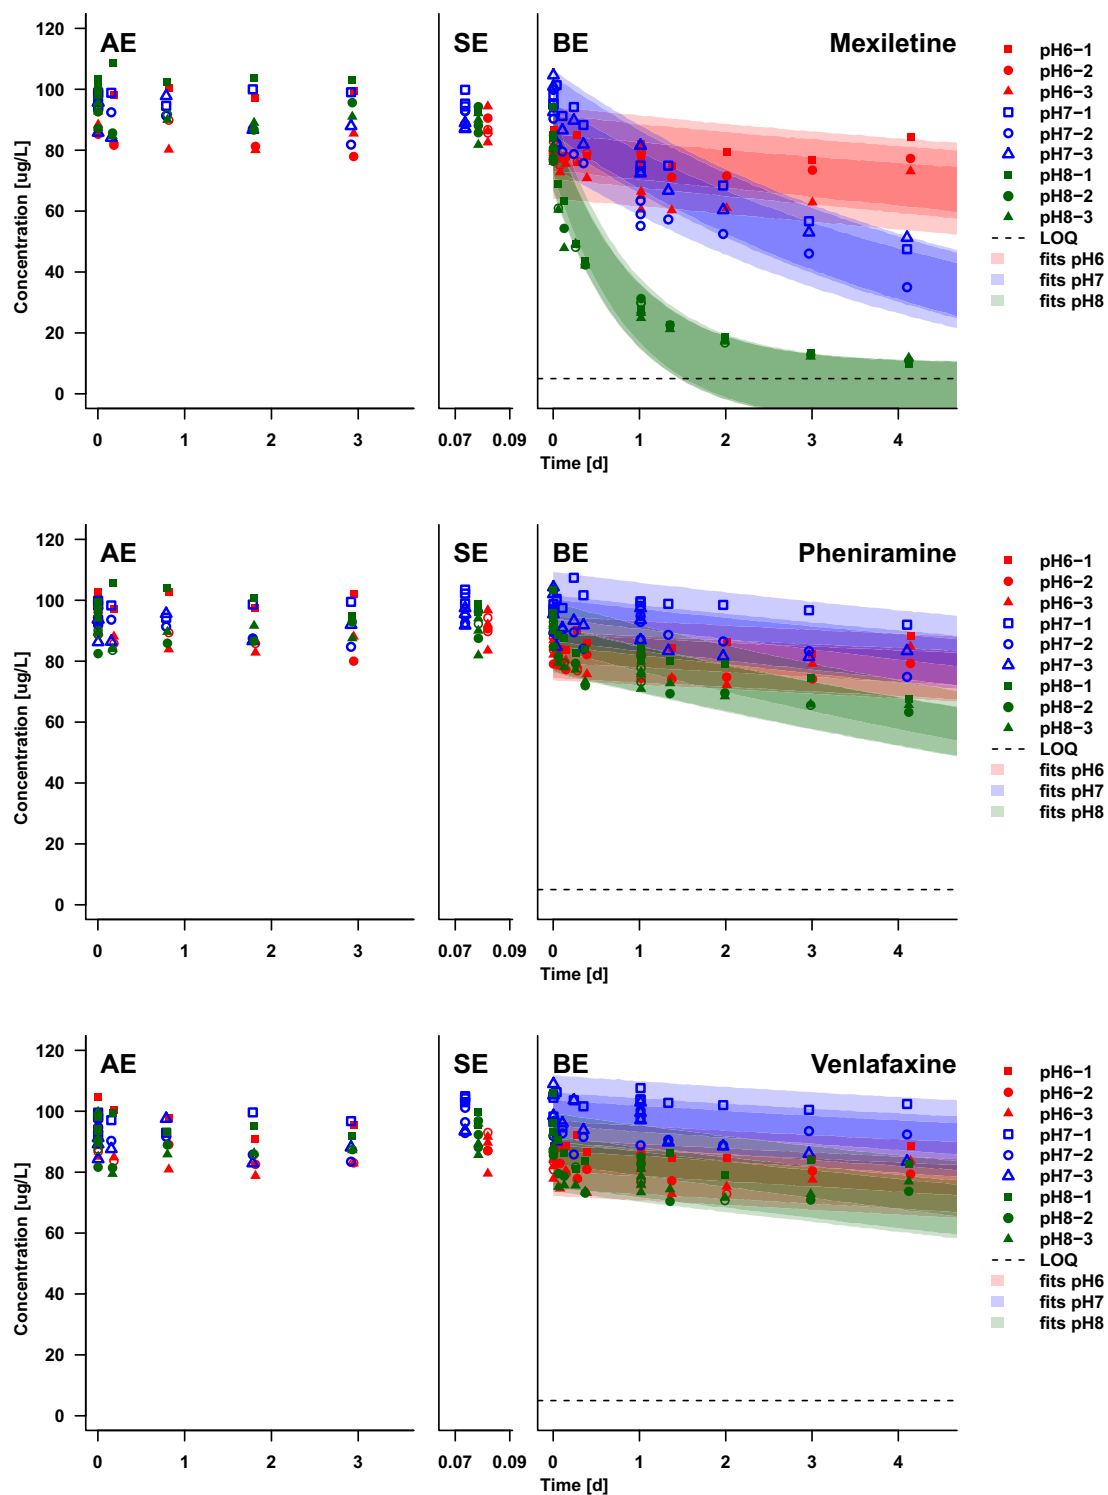 AE SE BE Mexiletine
Concentration [ug/L]
120
100
80
60
40
20
0
0 1 2 3 0.07 0.09 0 1 2 3 4
Time [d]
pH6−1
pH6−2
pH6−3
pH7−1
pH7−2
pH7−3
pH8−1
pH8−2
pH8−3
LOQ
fits pH6
fits pH7
fits pH8
AE SE BE Pheniramine
Concentration [ug/L]
120
100
80
60
40
20
0
0 1 2 3 0.07 0.09 0 1 2 3 4
Time [d]
pH6−1
pH6−2
pH6−3
pH7−1
pH7−2
pH7−3
pH8−1
pH8−2
pH8−3
LOQ
fits pH6
fits pH7
fits pH8
AE SE BE Venlafaxine
Concentration [ug/L]
120
100
80
60
40
20
0
0 1 2 3 0.07 0.09 0 1 2 3 4
Time [d]
pH6−1
pH6−2
pH6−3
pH7−1
pH7−2
pH7−3
pH8−1
pH8−2
pH8−3
LOQ
fits pH6
fits pH7
fits pH8